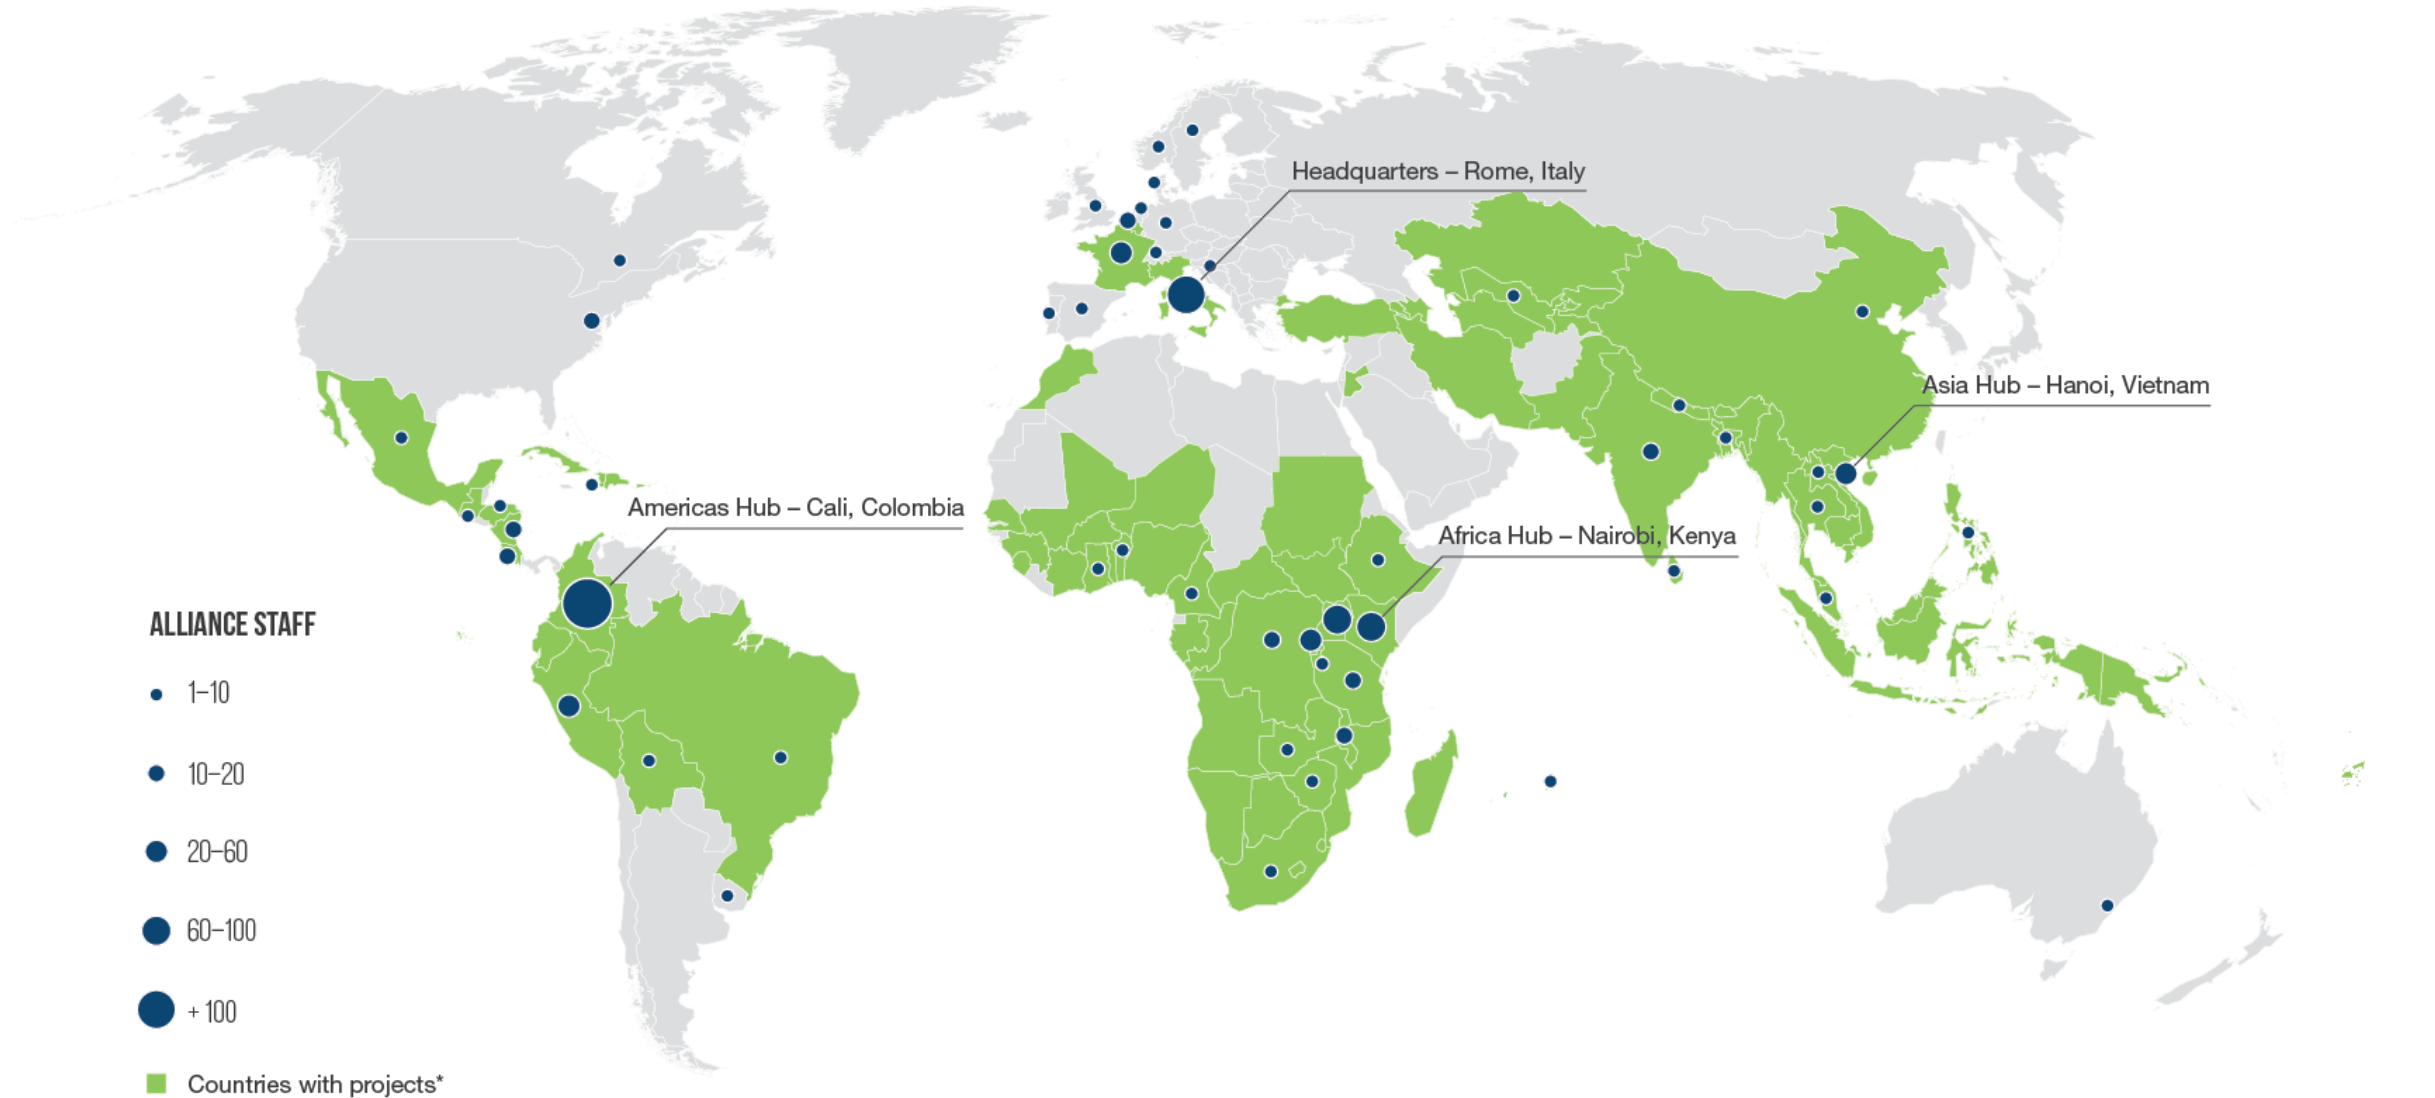 Headquarters – Rome, Italy
Asia Hub – Hanoi, Vietnam
Americas Hub – Cali, Colombia
Africa Hub – Nairobi, Kenya
ALLIANCE STAFF
1–10
10–20
20–60
60–100
+ 100
Countries with projects*